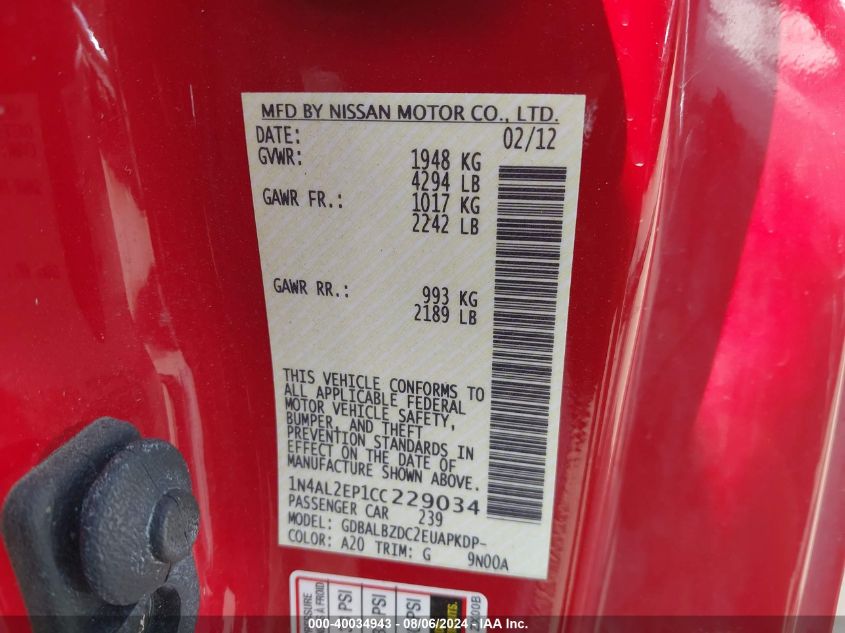 MFD BY NISSAN MOTOR CO., LTD.
DATE: 02/12
GVWR: 1948 KG
4294 LB
GAWR FR.: 1017 KG
2242 LB
GAWR RR.: 993 KG
2189 LB
THIS VEHICLE CONFORMS TO
ALL APPLICABLE FEDERAL
MOTOR VEHICLE SAFETY,
BUMPER, AND THEFT
PREVENTION STANDARDS IN
EFFECT ON THE DATE OF
MANUFACTURE SHOWN ABOVE.
1N4AL2EP1CC229034
PASSENGER CAR 239
MODEL: GDBALBZDC2EUAPKDP-
COLOR: A20 TRIM: G 9N00A
PSI
PSI
PSI
000-40034943 - 08/06/2024 - IAA Inc.